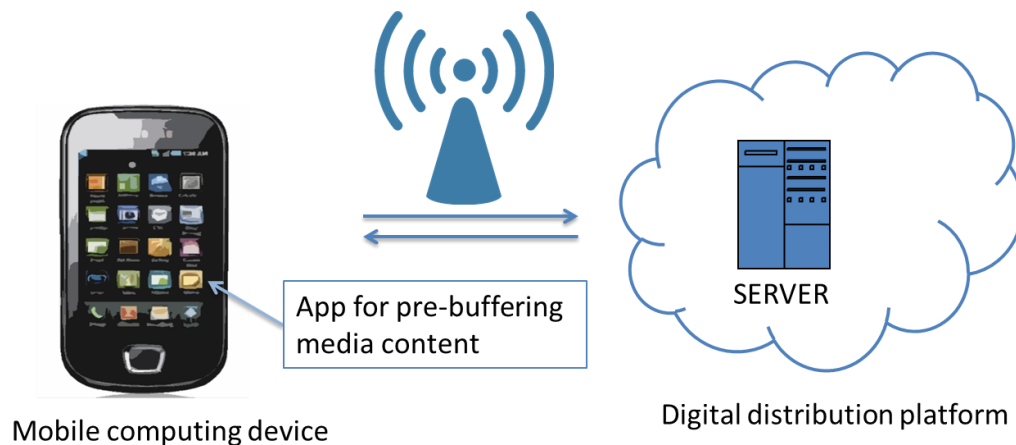 App for pre-buffering
media content
SERVER
Mobile computing device
Digital distribution platform